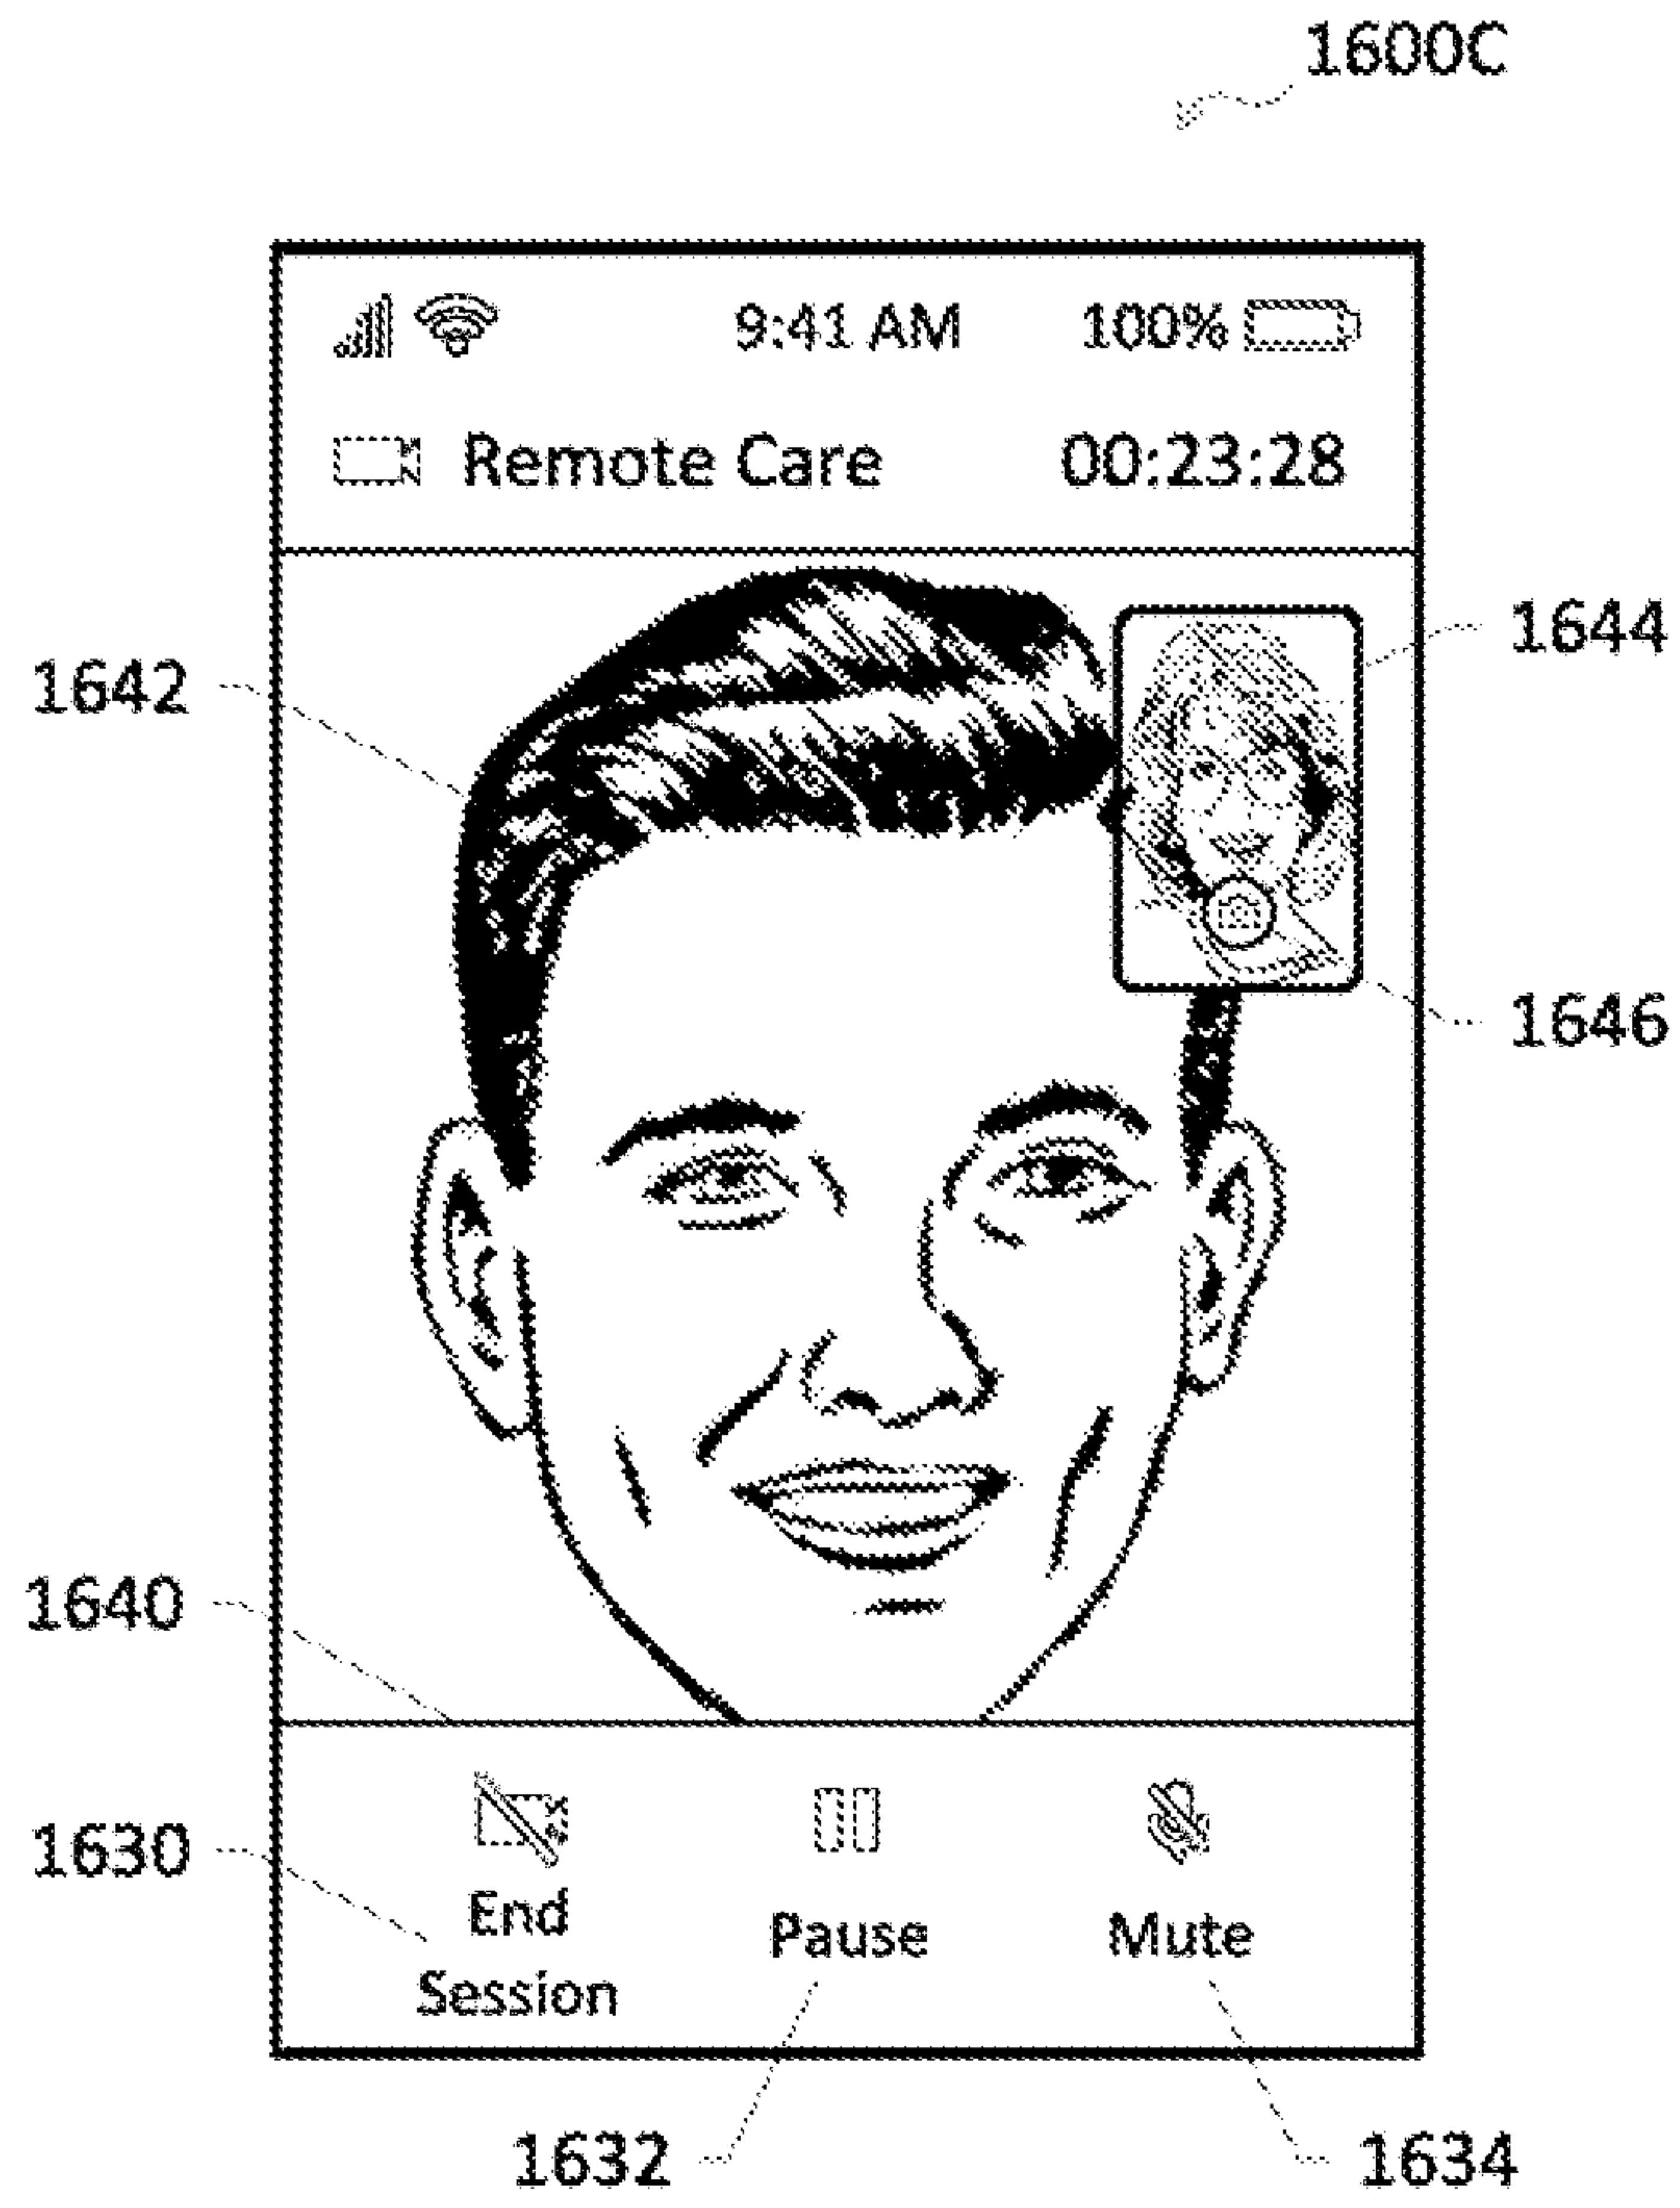 1600C
9:41 AM 100%
Remote Care 00:23:28
1644
1642
1646
1640
1630
End
Session
Pause
Mute
1632
1634